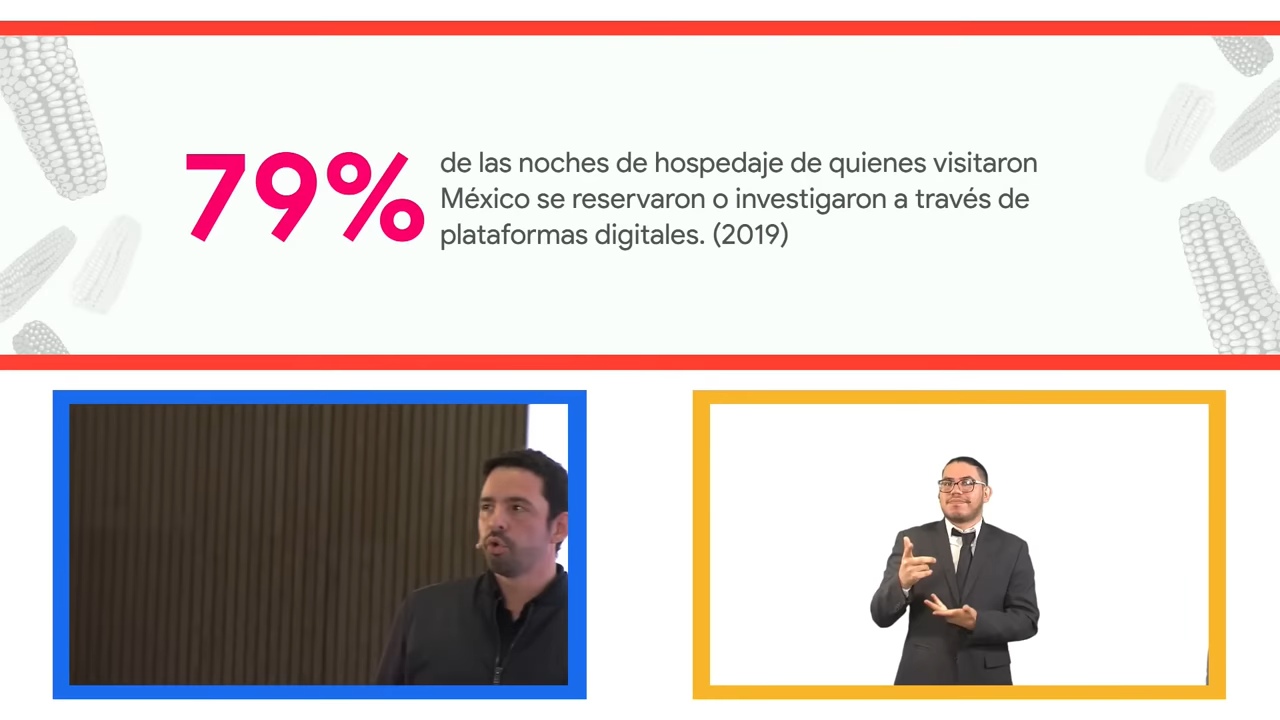 79%
de las noches de hospedaje de quienes visitaron
México se reservaron o investigaron a través de
plataformas digitales. (2019)